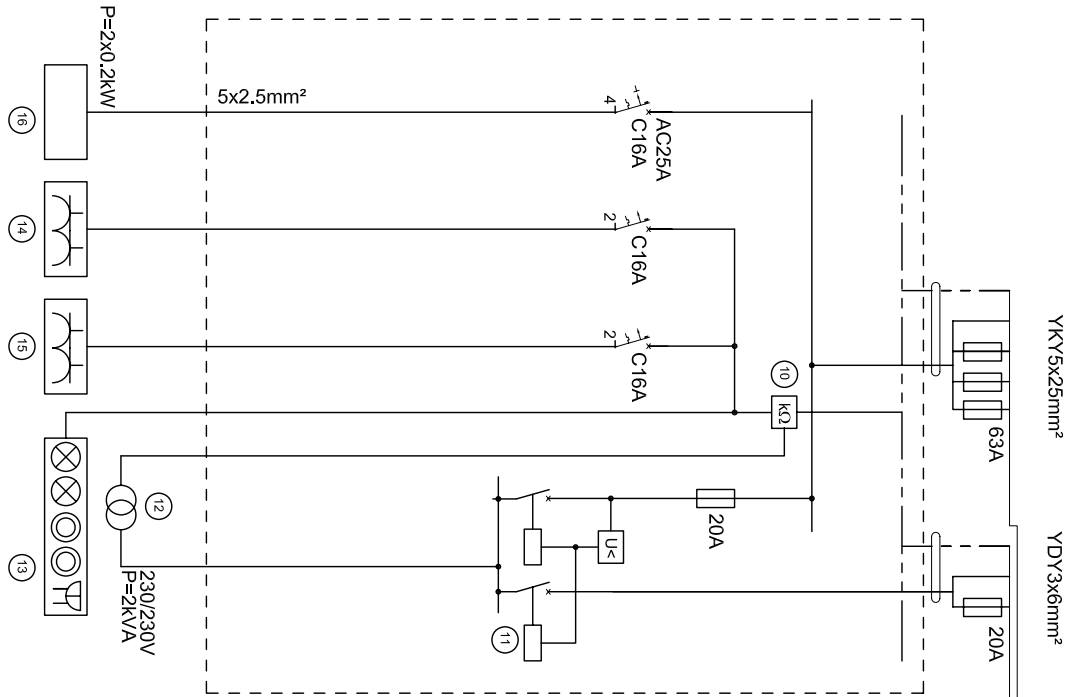 YKY5x25mm²
63A
YDY3x6mm²
20A
20A
AC25A
C16A
4
C16A
2
C16A
2
10
kΩ
U<
11
5x2.5mm²
P=2x0.2kW
12
230/230V
P=2kVA
16
14
15
13